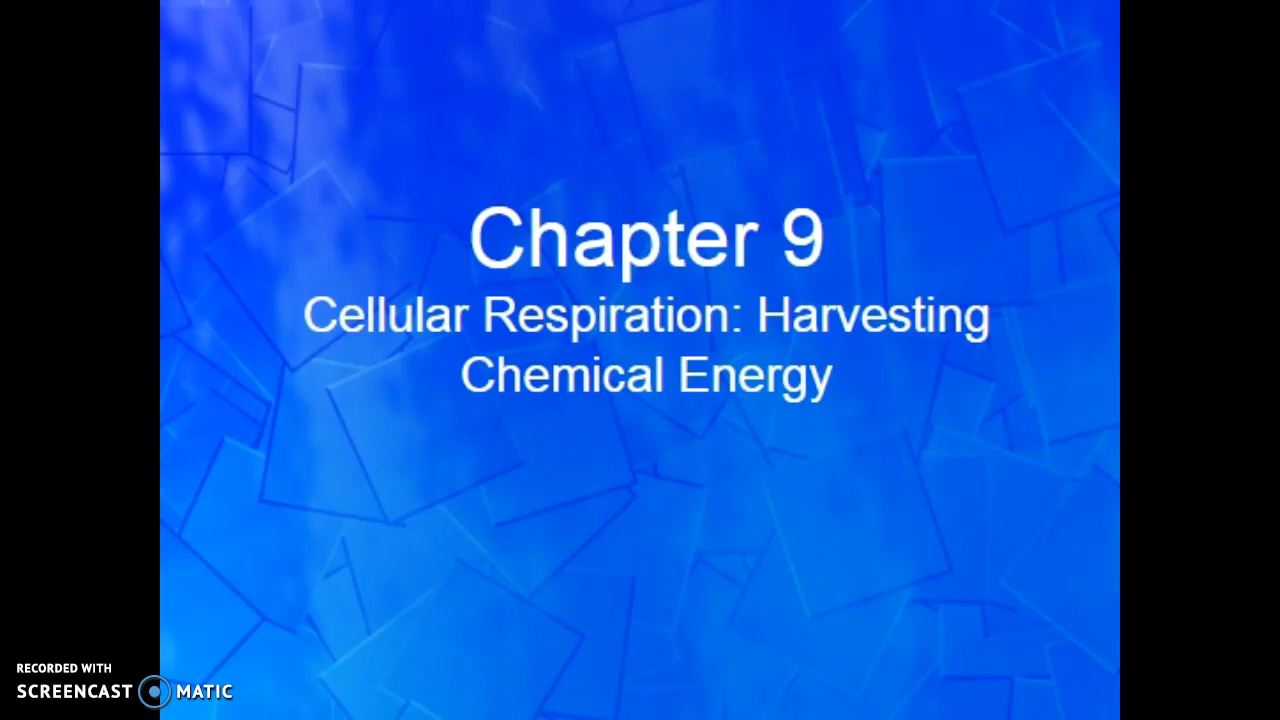 Chapter 9
Cellular Respiration: Harvesting
Chemical Energy
RECORDED WITH
SCREENCAST MATIC